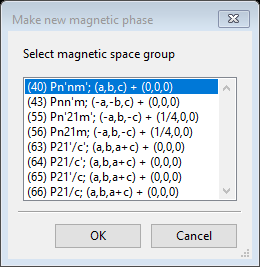 Make new magnetic phase
Select magnetic space group
(40) Pn'nm'; (a,b,c) + (0,0,0)
(43) Pnn'm; (-a,-b,c) + (0,0,0)
(55) Pn'21m'; (-a,b,-c) + (1/4,0,0)
(56) Pn21m; (-a,b,-c) + (1/4,0,0)
(63) P21'/c'; (a,b,a+c) + (0,0,0)
(64) P21'/c; (a,b,a+c) + (0,0,0)
(65) P21/c'; (a,b,a+c) + (0,0,0)
(66) P21/c; (a,b,a+c) + (0,0,0)
OK Cancel